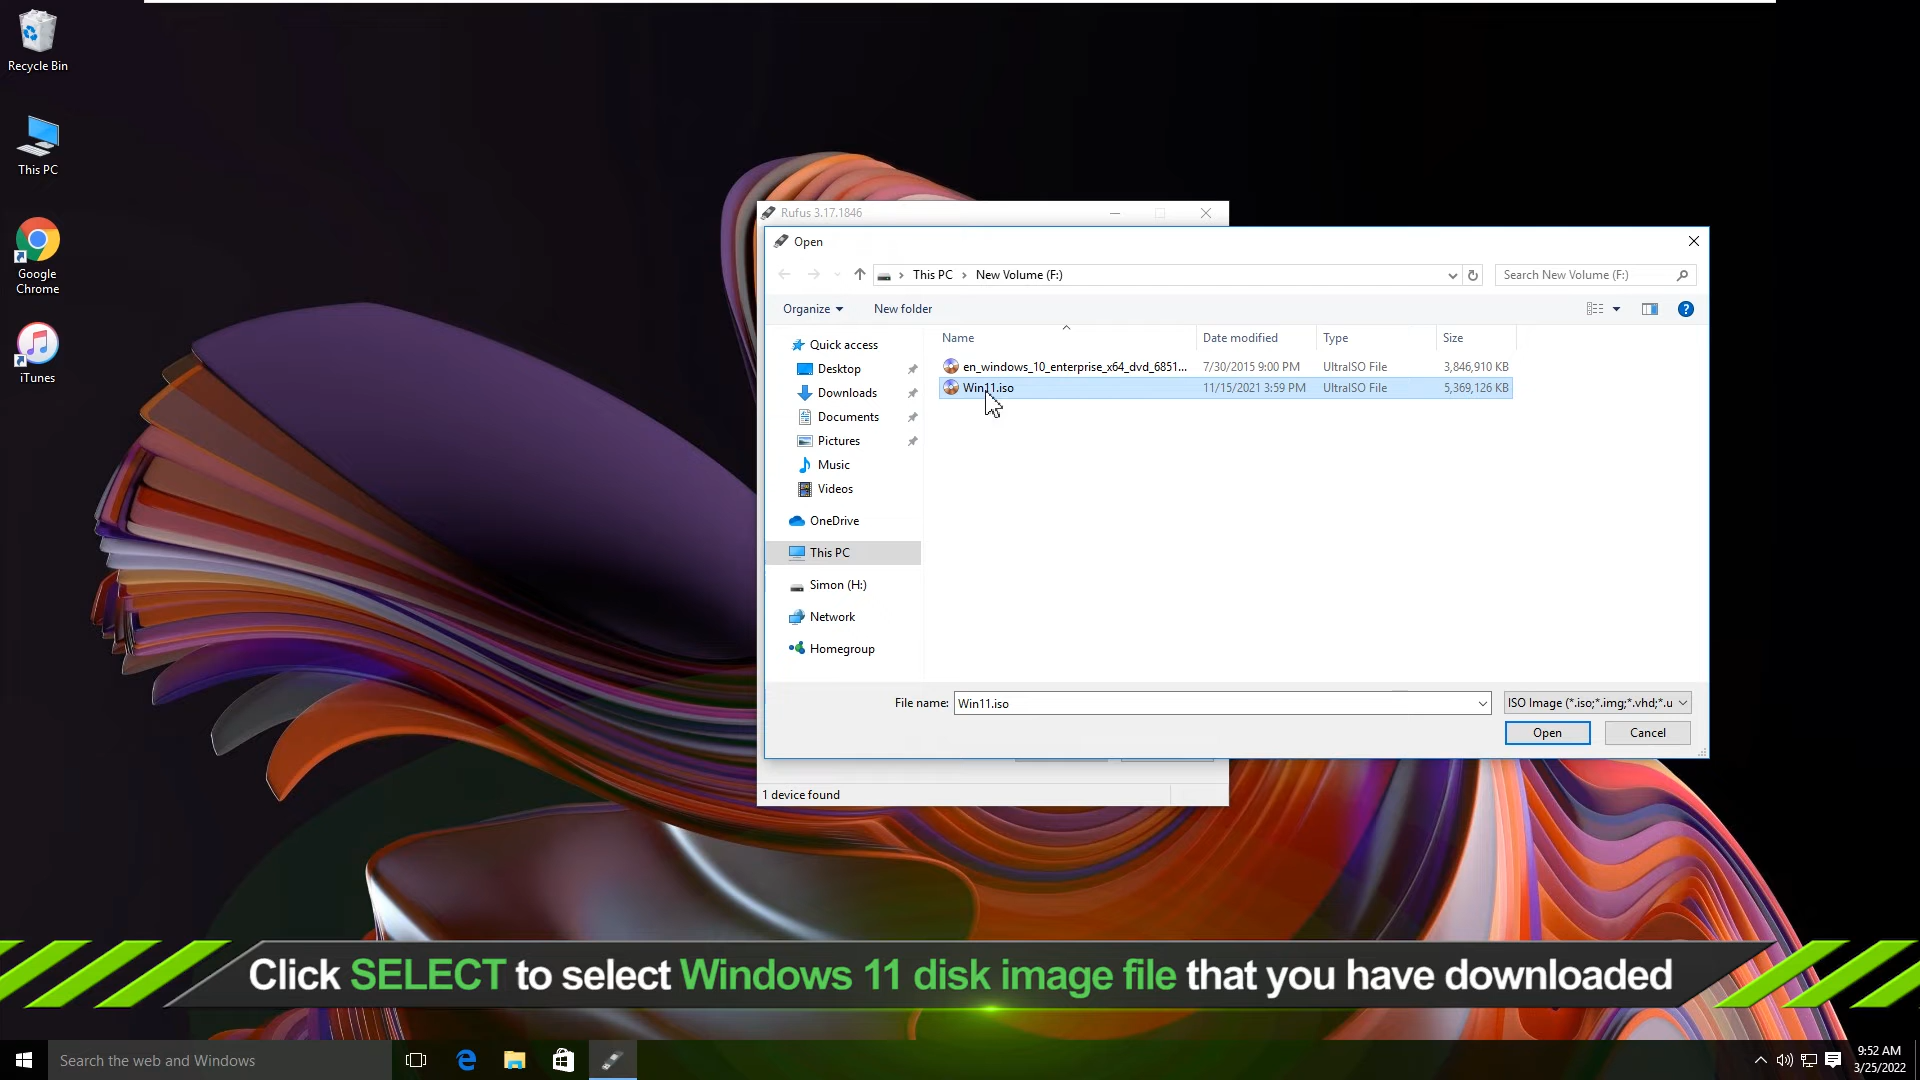 Recycle Bin
This PC
Google
Chrome
iTunes
Rufus 3.17.1846
Open
This PC
New Volume (F:)
Search New Volume (F:)
Organize
New folder
Name
Date modified
Type
Size
en_windows_10_enterprise_x64_dvd_6851...
7/30/2015 9:00 PM
UltraISO File
3,846,910 KB
Win11.iso
11/15/2021 3:59 PM
UltraISO File
5,369,126 KB
Quick access
Desktop
Downloads
Documents
Pictures
Music
Videos
OneDrive
This PC
Simon (H:)
Network
Homegroup
File name:
Win11.iso
ISO Image (*.iso;*.img;*.vhd;*.u
Open
Cancel
1 device found
Click SELECT to select Windows 11 disk image file that you have downloaded
Search the web and Windows
9:52 AM
3/25/2022